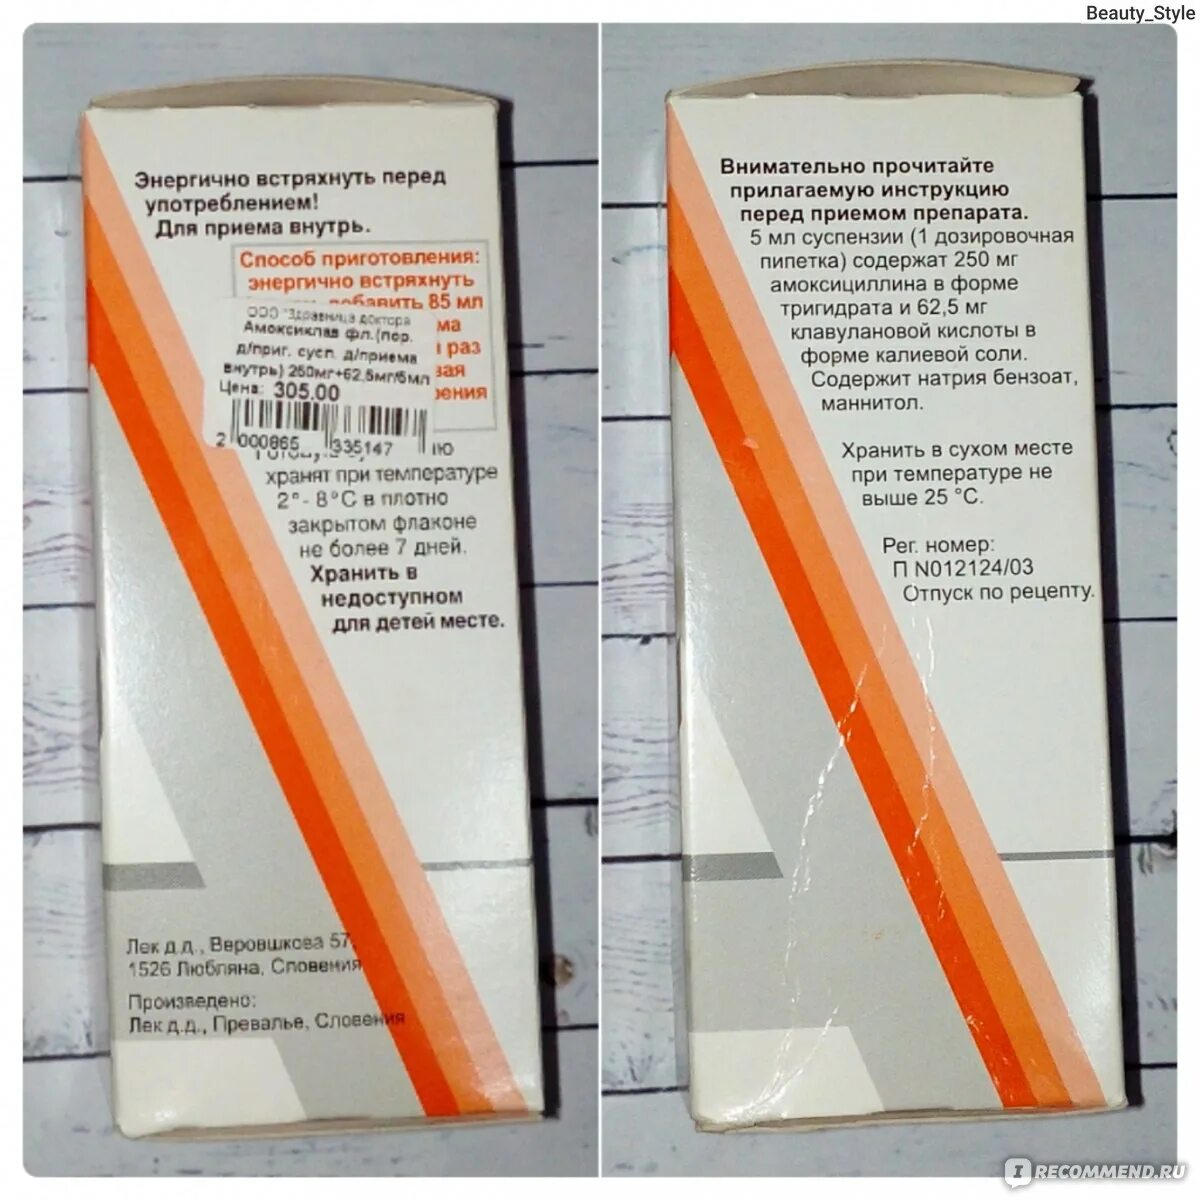 Beauty_Style
Энергично встряхнуть перед
употреблением!
Для приема внутрь.
Способ приготовления:
энергично встряхнуть
добавить 85 мл
ма
раз
вая
рения
ООО "Здравница доктора
Амоксиклав фл.(пор.
д/приг. сусп. д/приема
внутрь) 250мг+62,5мг/5мл
Цена: 305.00
2 000865 335147
хранят при температуре
2°- 8°С в плотно
закрытом флаконе
не более 7 дней.
Хранить в
недоступном
для детей месте.
Лек д.д., Веровшкова 57,
1526 Любляна, Словения
Произведено:
Лек д.д., Превалье, Словения
Внимательно прочитайте
прилагаемую инструкцию
перед приемом препарата.
5 мл суспензии (1 дозировочная
пипетка) содержат 250 мг
амоксициллина в форме
тригидрата и 62,5 мг
клавулановой кислоты в
форме калиевой соли.
Содержит натрия бензоат,
маннитол.
Хранить в сухом месте
при температуре не
выше 25 °С.
Рег. номер:
П N012124/03
Отпуск по рецепту.
IRECOMMEND.RU